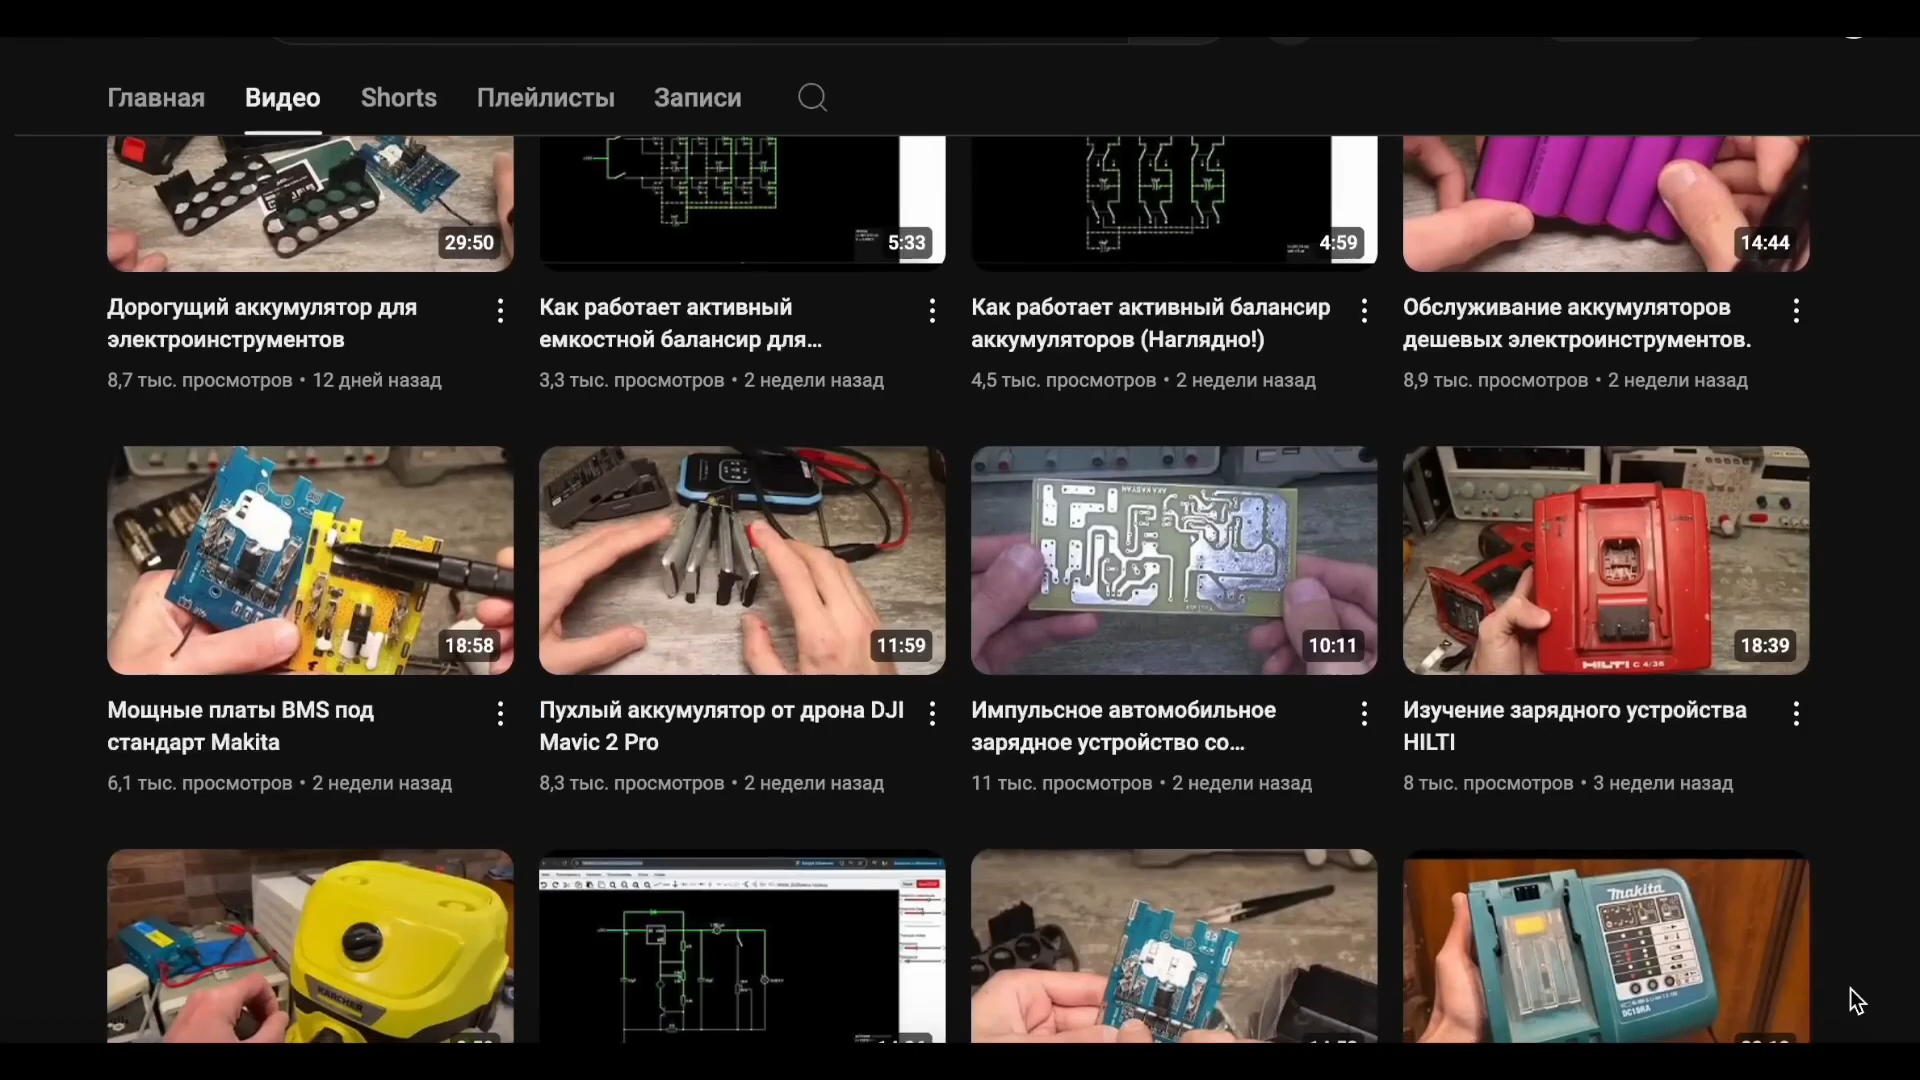 Главная Видео Shorts Плейлисты Записи
29:50 5:33 4:59 14:44
Дорогущий аккумулятор для
электроинструментов
8,7 тыс. просмотров • 12 дней назад
Как работает активный
емкостной балансир для...
3,3 тыс. просмотров • 2 недели назад
Как работает активный балансир
аккумуляторов (Наглядно!)
4,5 тыс. просмотров • 2 недели назад
Обслуживание аккумуляторов
дешевых электроинструментов.
8,9 тыс. просмотров • 2 недели назад
AKA KASYAN
HILTI C 4/36
18:58 11:59 10:11 18:39
Мощные платы BMS под
стандарт Makita
6,1 тыс. просмотров • 2 недели назад
Пухлый аккумулятор от дрона DJI
Mavic 2 Pro
8,3 тыс. просмотров • 2 недели назад
Импульсное автомобильное
зарядное устройство со...
11 тыс. просмотров • 2 недели назад
Изучение зарядного устройства
HILTI
8 тыс. просмотров • 3 недели назад
KARCHER
makita
DC18RA